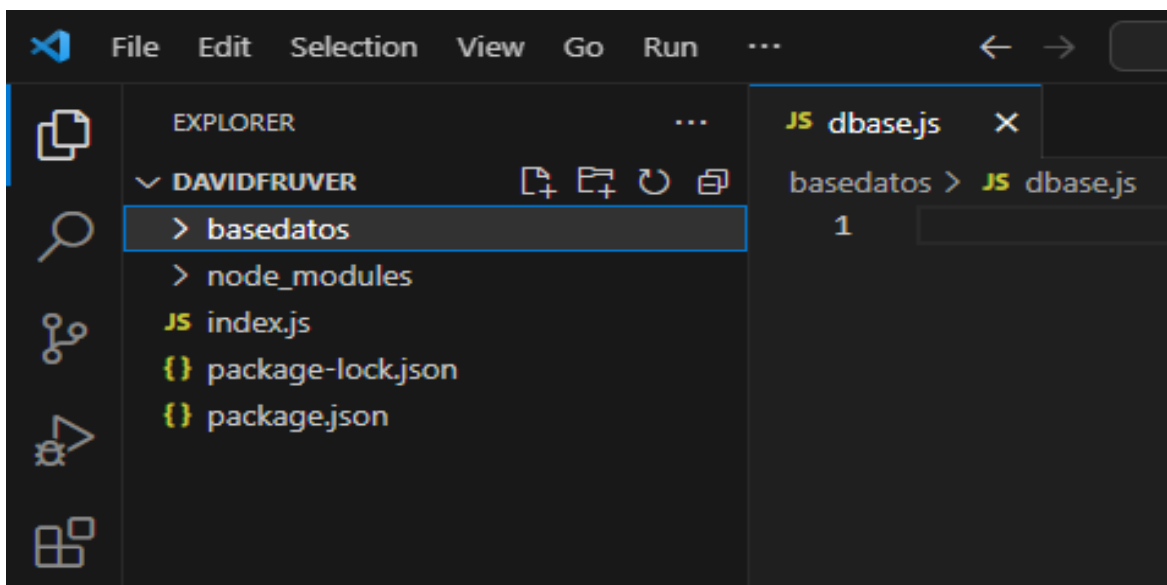 File Edit Selection View Go Run ...
EXPLORER ...
JS dbase.js
DAVIDFRUVER
basedatos > JS dbase.js
> basedatos
1
> node_modules
JS index.js
{} package-lock.json
{} package.json